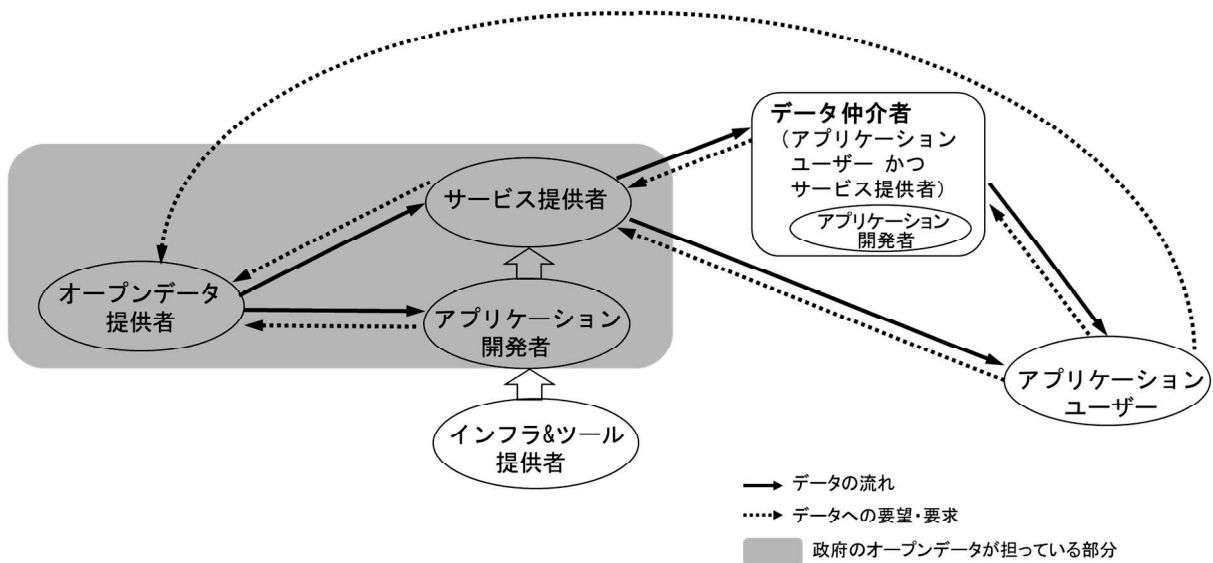 データ仲介者
（アプリケーション
ユーザー かつ
サービス提供者）
アプリケーション
開発者
サービス提供者
オープンデータ
提供者
アプリケーション
開発者
インフラ&ツール
提供者
アプリケーション
ユーザー
データの流れ
データへの要望・要求
政府のオープンデータが担っている部分